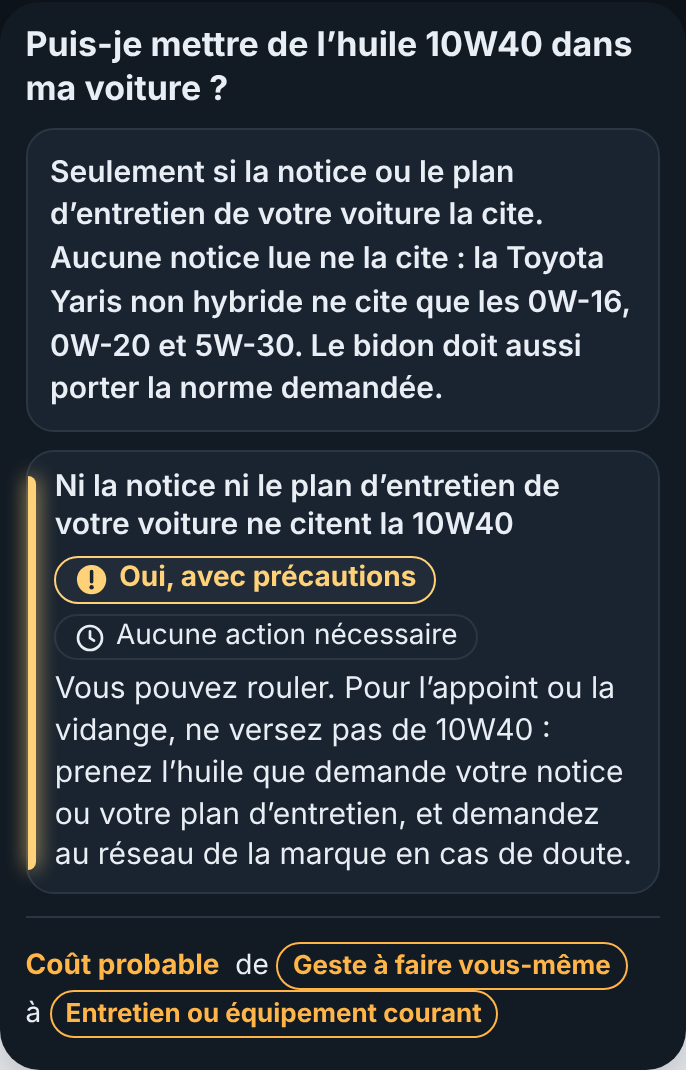 Puis-je mettre de l’huile 10W40 dans
ma voiture ?
Seulement si la notice ou le plan
d’entretien de votre voiture la cite.
Aucune notice lue ne la cite : la Toyota
Yaris non hybride ne cite que les 0W-16,
0W-20 et 5W-30. Le bidon doit aussi
porter la norme demandée.
Ni la notice ni le plan d’entretien de
votre voiture ne citent la 10W40
Oui, avec précautions
Aucune action nécessaire
Vous pouvez rouler. Pour l’appoint ou la
vidange, ne versez pas de 10W40 :
prenez l’huile que demande votre notice
ou votre plan d’entretien, et demandez
au réseau de la marque en cas de doute.
Coût probable de Geste à faire vous-même
à Entretien ou équipement courant